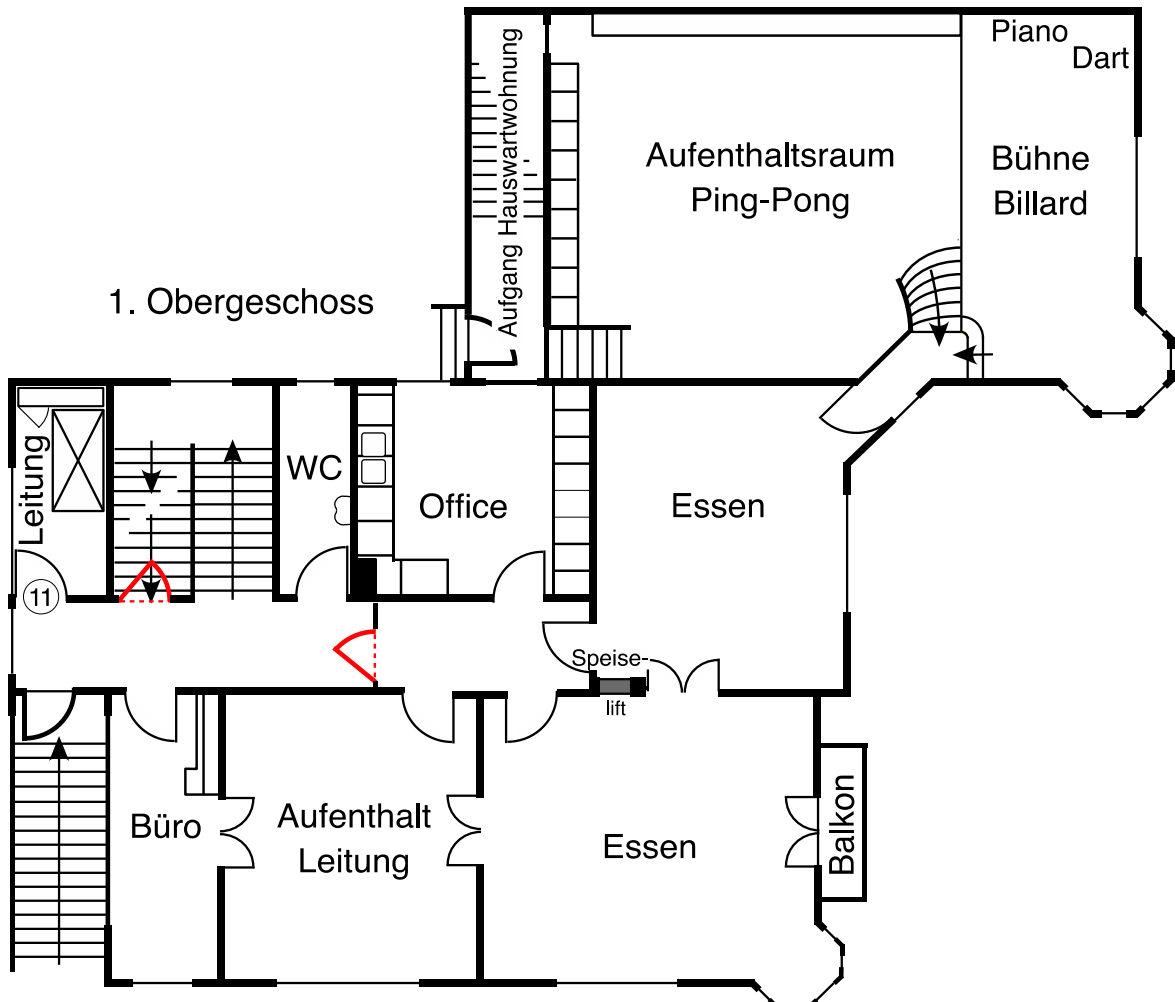 Piano
Dart
Aufgang Hauswartwohnung
Aufenthaltsraum
Ping-Pong
Bühne
Billard
1. Obergeschoss
Leitung
WC
Office
Essen
11
Speise-
lift
Büro
Aufenthalt
Leitung
Essen
Balkon